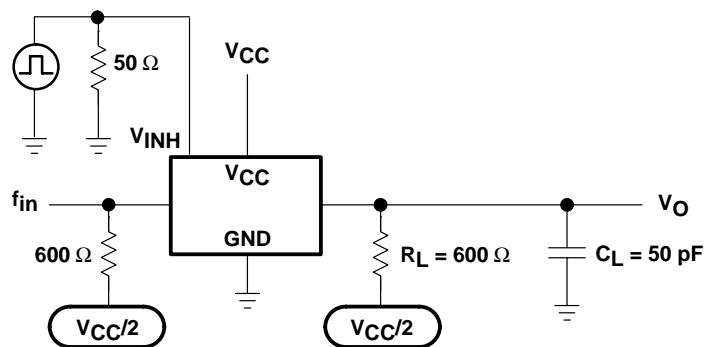 50 Ω
VCC
VINH
VCC
fin
VO
GND
600 Ω
RL = 600 Ω
CL = 50 pF
VCC/2
VCC/2